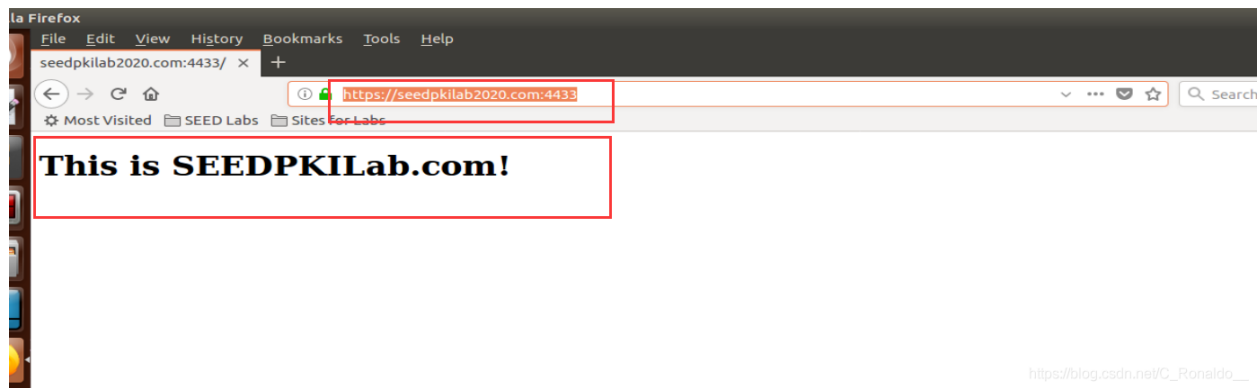 la Firefox
File Edit View History Bookmarks Tools Help
seedpkilab2020.com:4433/
https://seedpkilab2020.com:4433
Search
Most Visited SEED Labs Sites for Labs
This is SEEDPKILab.com!
https://blog.csdn.net/C_Ronaldo__